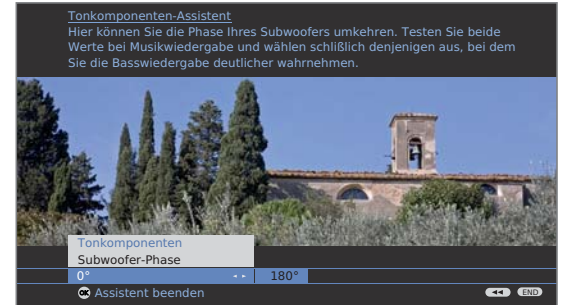 Tonkomponenten-Assistent
Hier können Sie die Phase Ihres Subwoofers umkehren. Testen Sie beide
Werte bei Musikwiedergabe und wählen schlißlich denjenigen aus, bei dem
Sie die Basswiedergabe deutlicher wahrnehmen.
Tonkomponenten
Subwoofer-Phase
0° 180°
OK Assistent beenden END